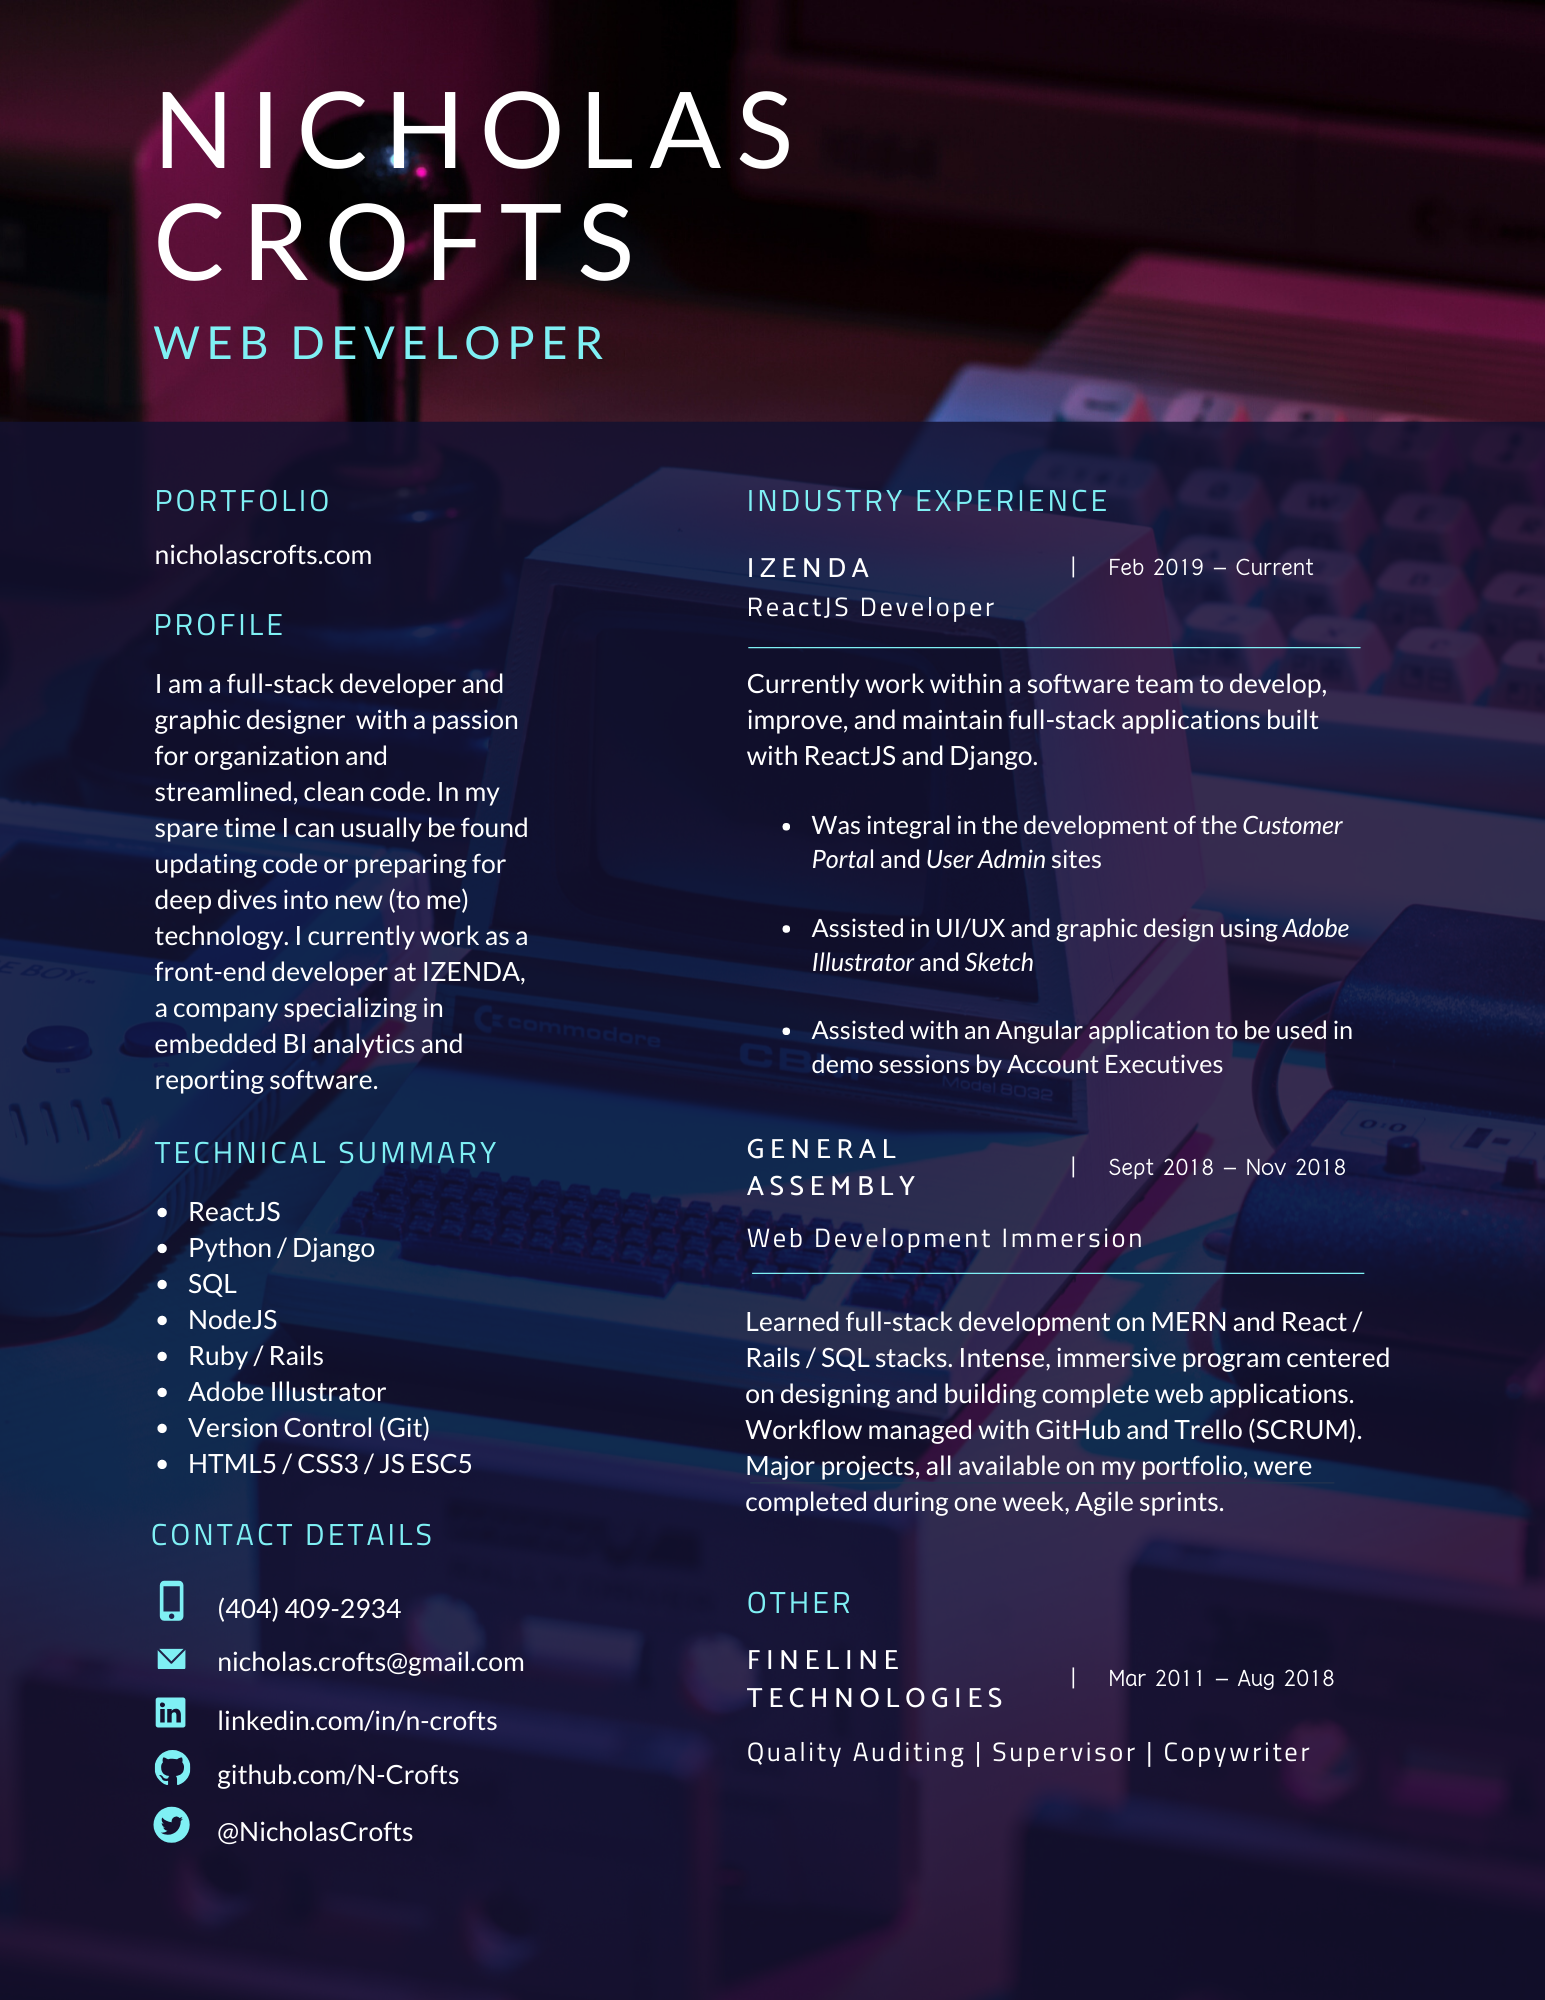 NICHOLAS
CROFTS
WEB DEVELOPER
PORTFOLIO
nicholascrofts.com
PROFILE
I am a full-stack developer and
graphic designer  with a passion
for organization and
streamlined, clean code. In my
spare time I can usually be found
updating code or preparing for
deep dives into new (to me)
technology. I currently work as a
front-end developer at IZENDA,
a company specializing in
embedded BI analytics and
reporting software.
TECHNICAL SUMMARY
• ReactJS
• Python / Django
• SQL
• NodeJS
• Ruby / Rails
• Adobe Illustrator
• Version Control (Git)
• HTML5 / CSS3 / JS ESC5
CONTACT DETAILS
(404) 409-2934
nicholas.crofts@gmail.com
linkedin.com/in/n-crofts
github.com/N-Crofts
@NicholasCrofts
INDUSTRY EXPERIENCE
IZENDA | Feb 2019 – Current
ReactJS Developer
Currently work within a software team to develop,
improve, and maintain full-stack applications built
with ReactJS and Django.
• Was integral in the development of the Customer
Portal and User Admin sites
• Assisted in UI/UX and graphic design using Adobe
Illustrator and Sketch
• Assisted with an Angular application to be used in
demo sessions by Account Executives
GENERAL
ASSEMBLY | Sept 2018 – Nov 2018
Web Development Immersion
Learned full-stack development on MERN and React /
Rails / SQL stacks. Intense, immersive program centered
on designing and building complete web applications.
Workflow managed with GitHub and Trello (SCRUM).
Major projects, all available on my portfolio, were
completed during one week, Agile sprints.
OTHER
FINELINE
TECHNOLOGIES | Mar 2011 – Aug 2018
Quality Auditing | Supervisor | Copywriter
commodore
Model 8032